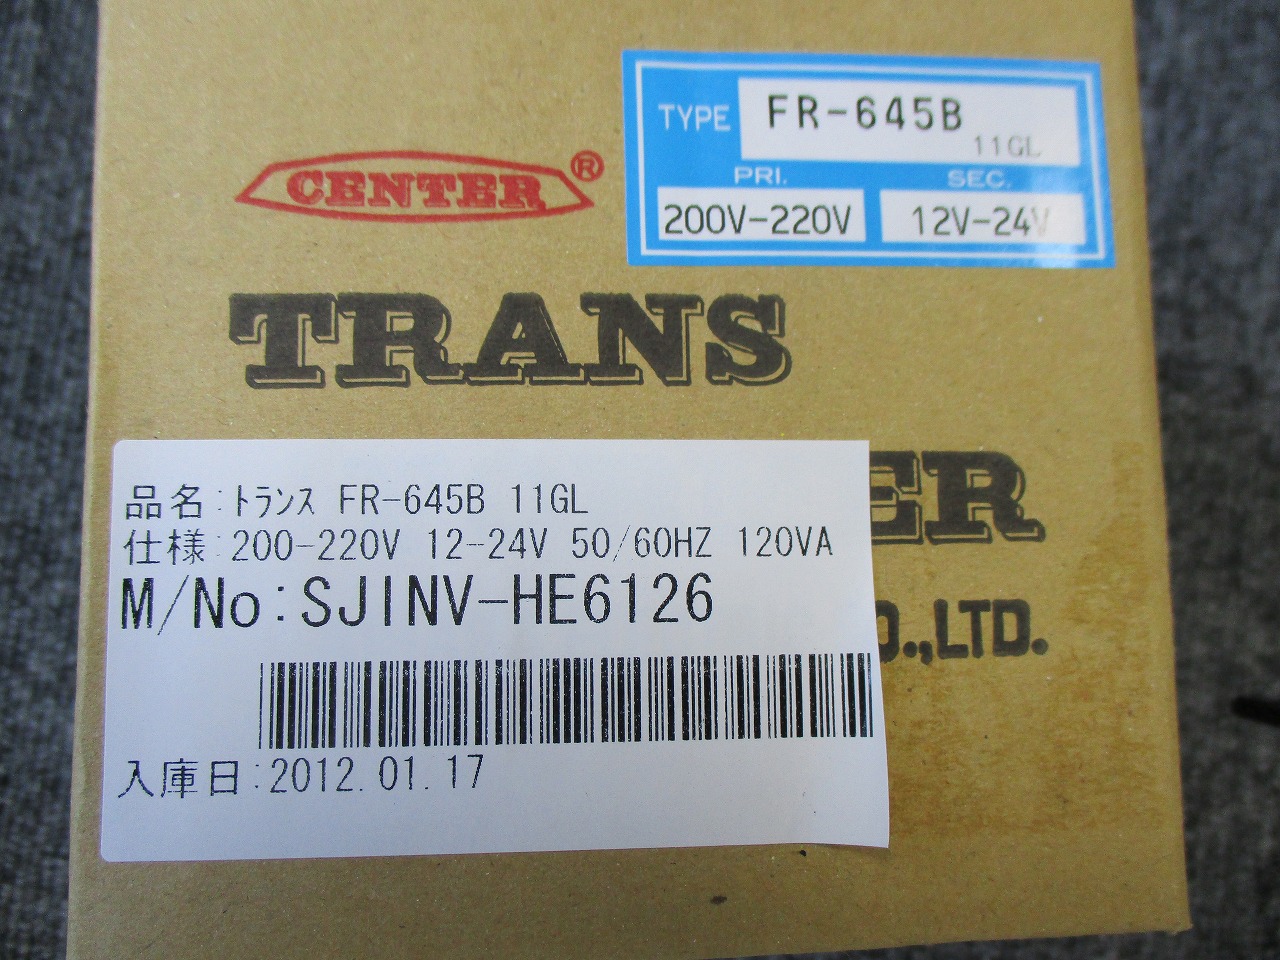 CENTER®
TYPE FR-645B
11GL
PRI. SEC.
200V-220V 12V-24V
TRANS
ER
O.,LTD.
品名:トランス FR-645B 11GL
仕様:200-220V 12-24V 50/60HZ 120VA
M/No:SJINV-HE6126
入庫日:2012.01.17